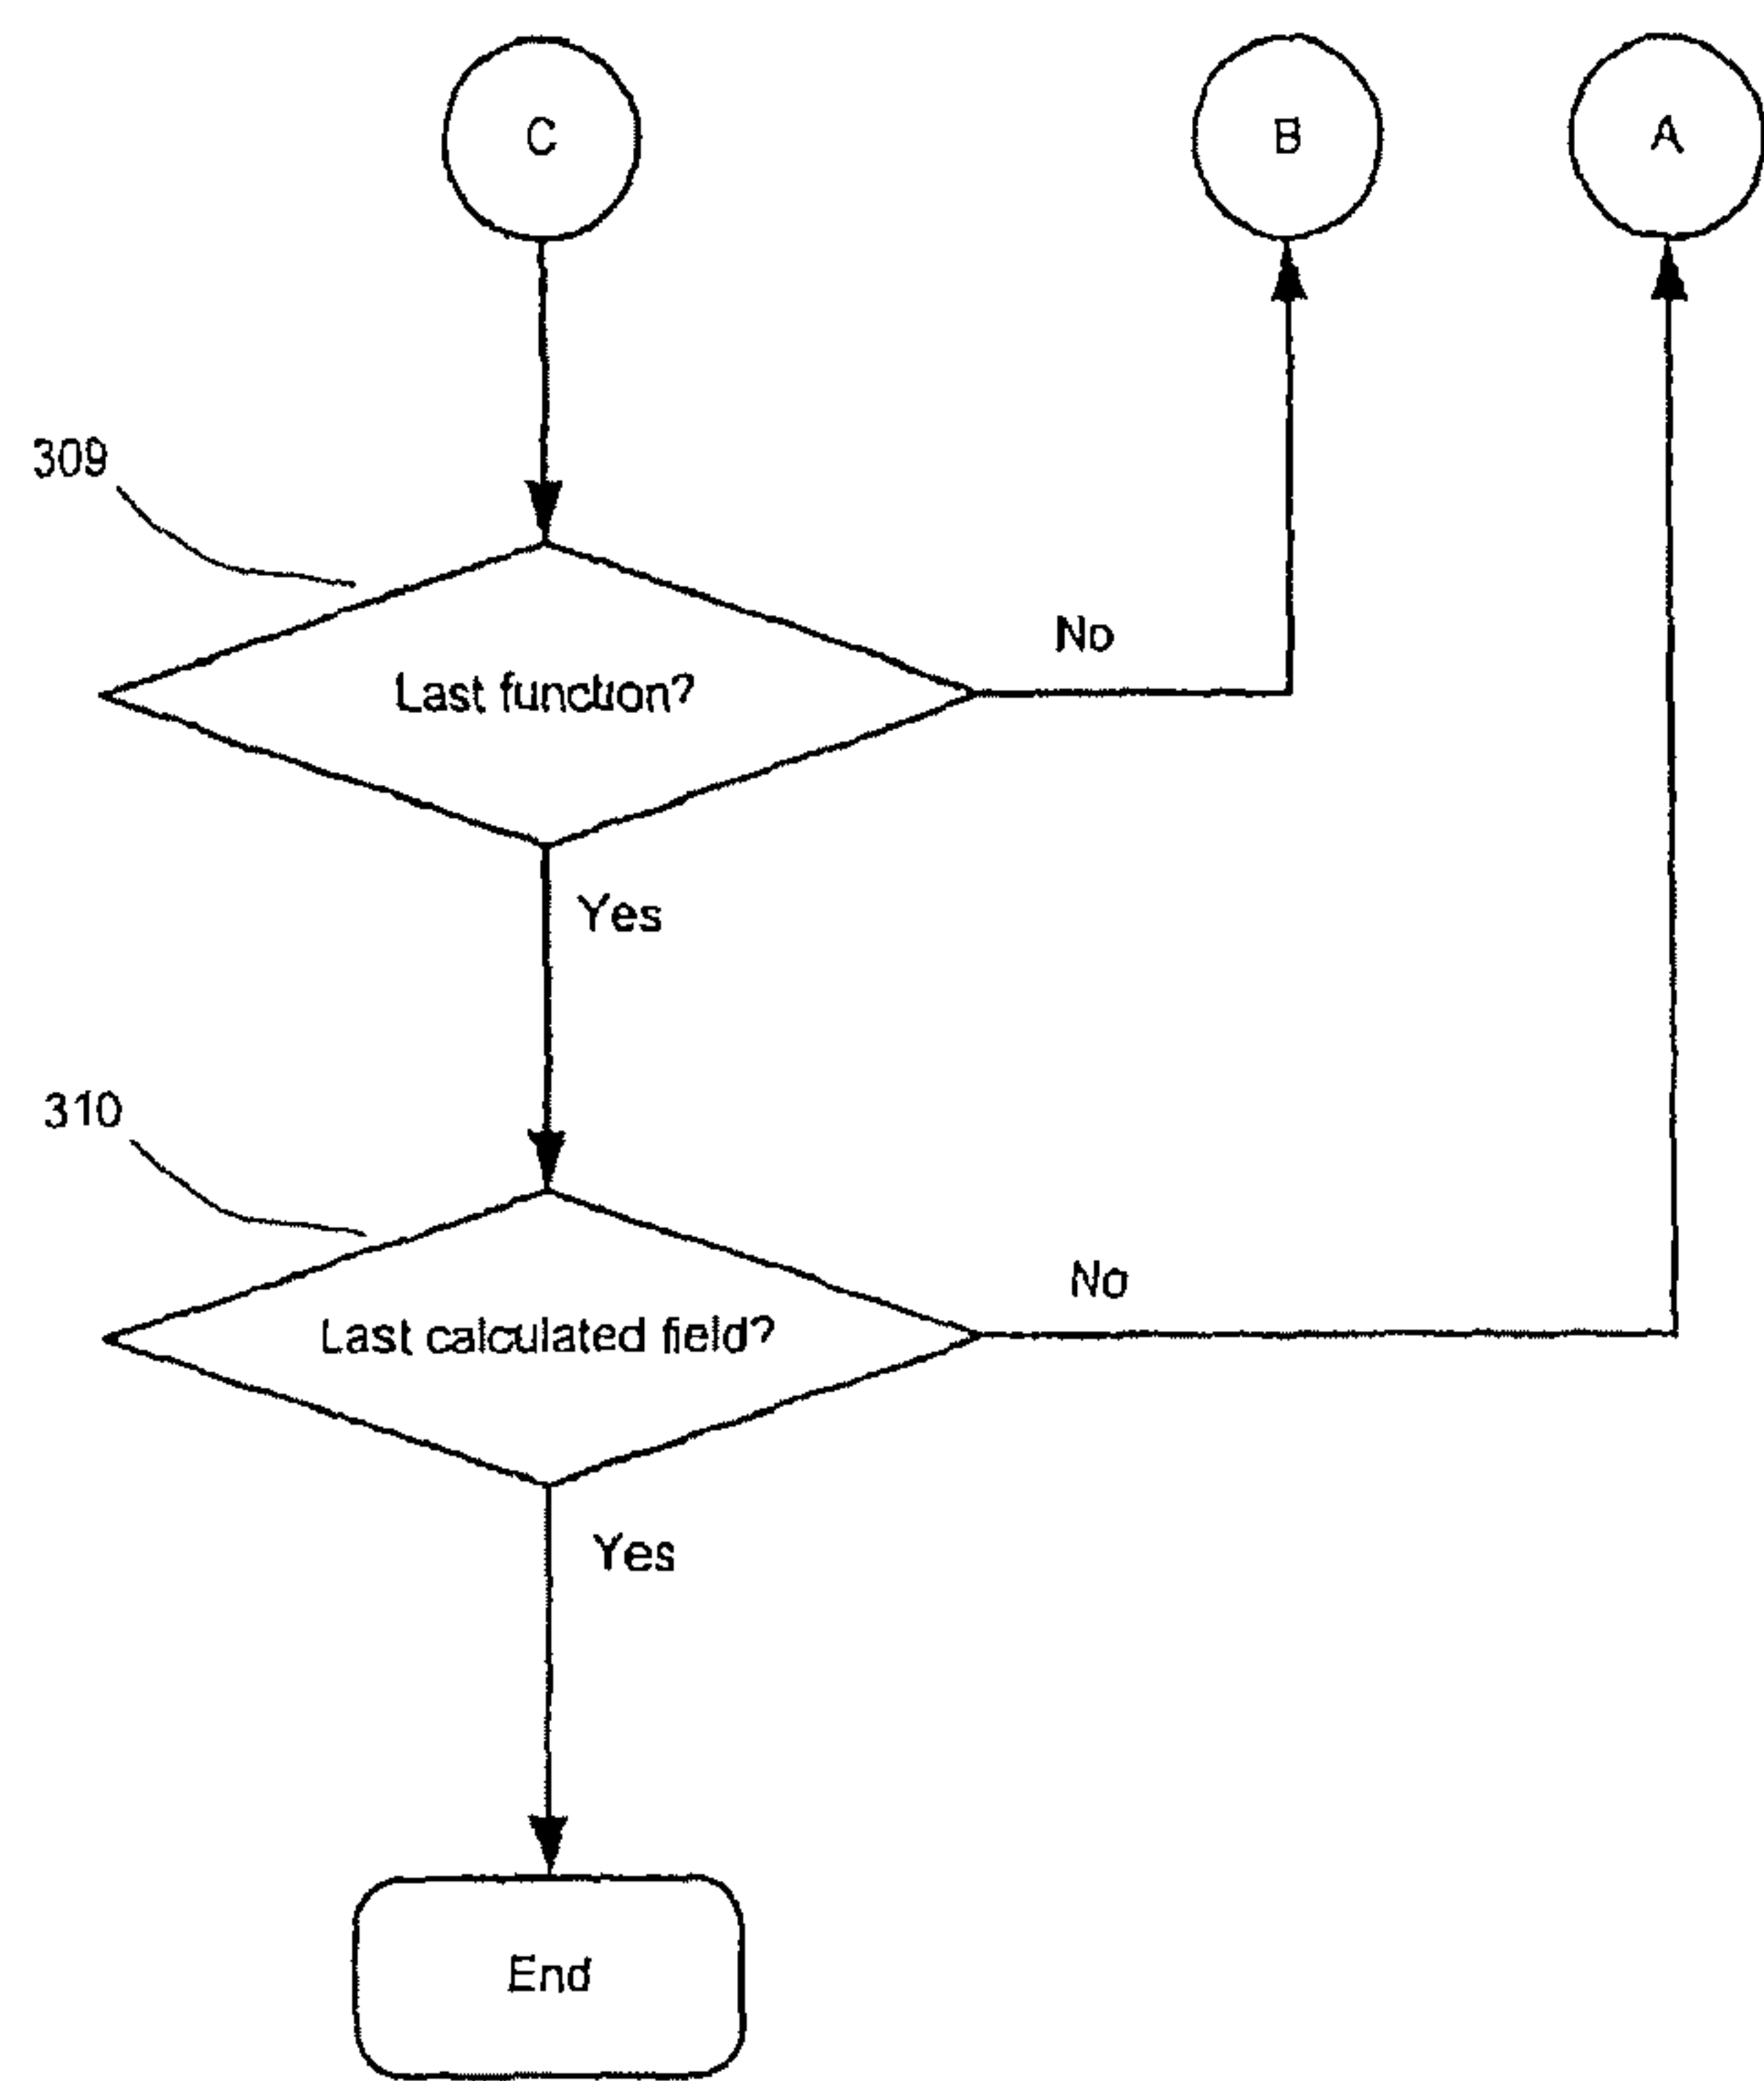 C
B
A
309
No
Last function?
Yes
310
No
Last calculated field?
Yes
End